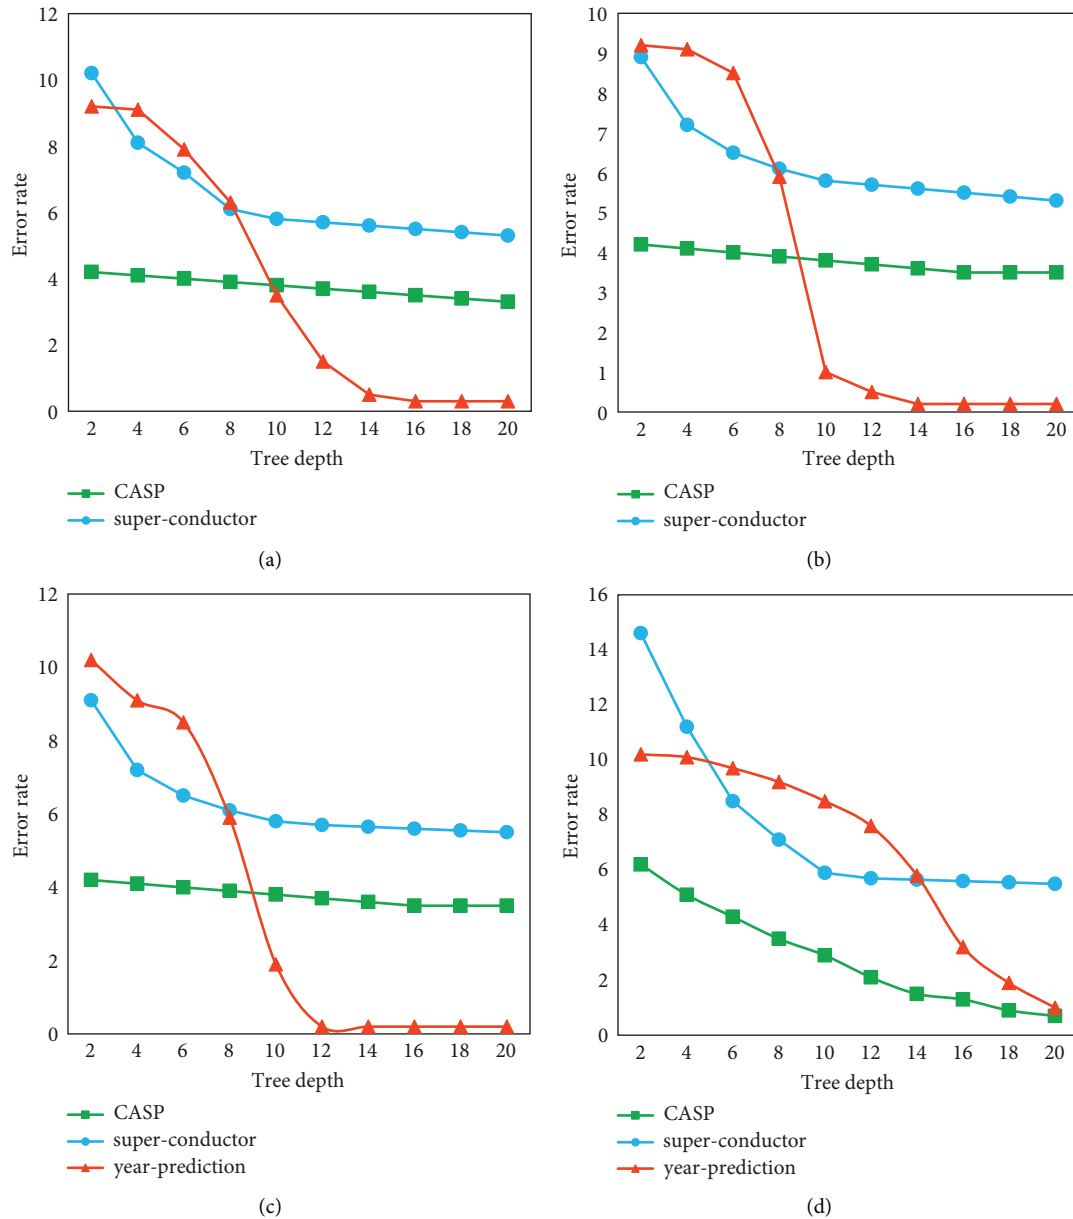 12
10
8
6
4
2
0
Error rate
2 4 6 8 10 12 14 16 18 20
Tree depth
CASP
super-conductor
(a)
10
9
8
7
6
5
4
3
2
1
0
Error rate
2 4 6 8 10 12 14 16 18 20
Tree depth
CASP
super-conductor
(b)
12
10
8
6
4
2
0
Error rate
2 4 6 8 10 12 14 16 18 20
Tree depth
CASP
super-conductor
year-prediction
(c)
16
14
12
10
8
6
4
2
0
Error rate
2 4 6 8 10 12 14 16 18 20
Tree depth
CASP
super-conductor
year-prediction
(d)